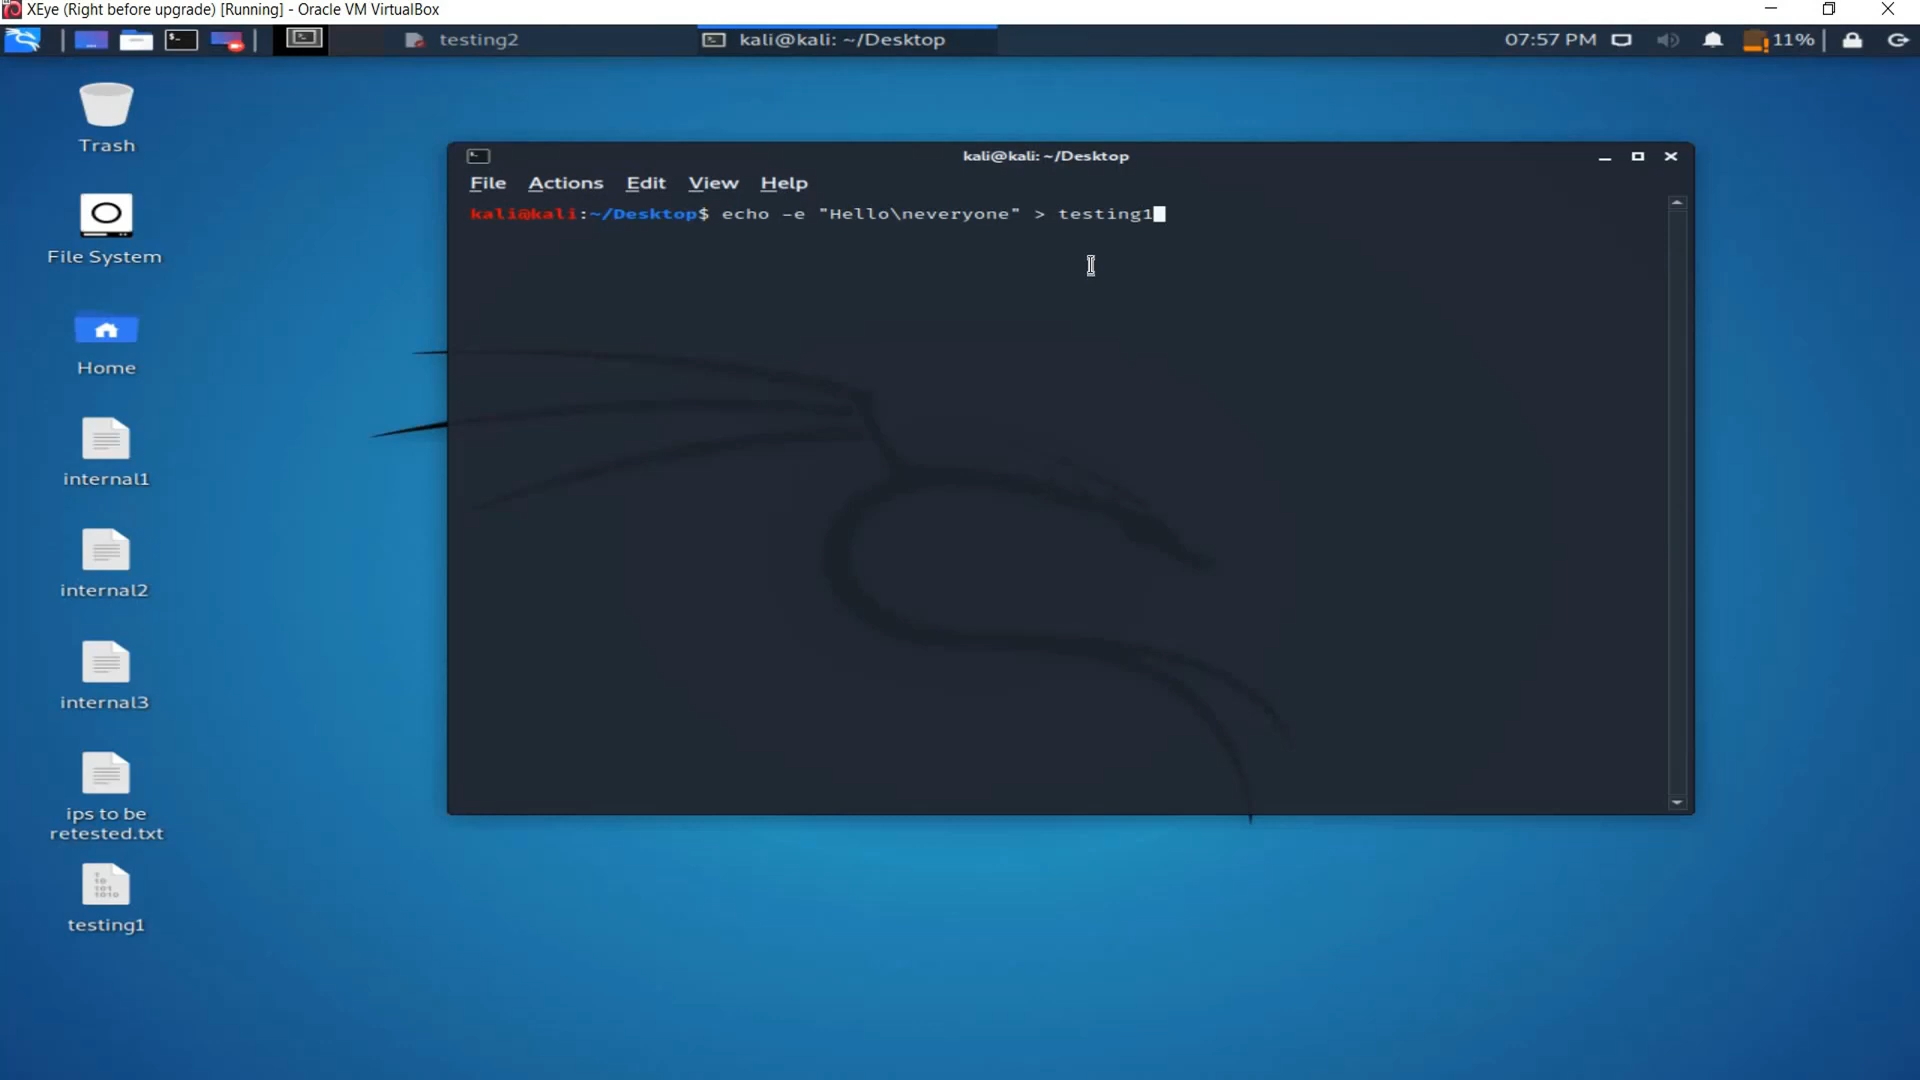 XEye (Right before upgrade) [Running] - Oracle VM VirtualBox
testing2
kali@kali: ~/Desktop
07:57 PM
11%
Trash
File System
Home
internal1
internal2
internal3
ips to be
retested.txt
testing1
kali@kali: ~/Desktop
File Actions Edit View Help
kali@kali:~/Desktop$ echo -e "Hello\neveryone" > testing1